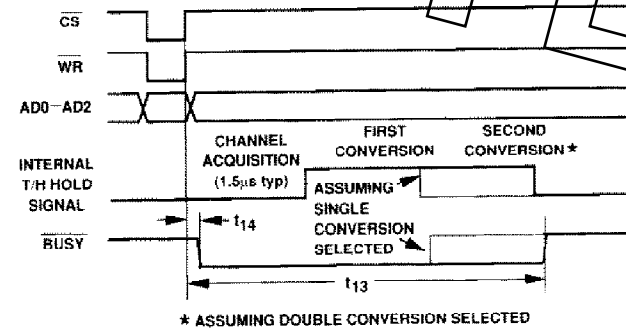 CS
WR
AD0–AD2
INTERNAL
T/H HOLD
SIGNAL
CHANNEL
ACQUISITION
(1.5µs typ)
FIRST
CONVERSION
SECOND
CONVERSION★
ASSUMING
SINGLE
CONVERSION
SELECTED
t14
BUSY
t13
★ ASSUMING DOUBLE CONVERSION SELECTED